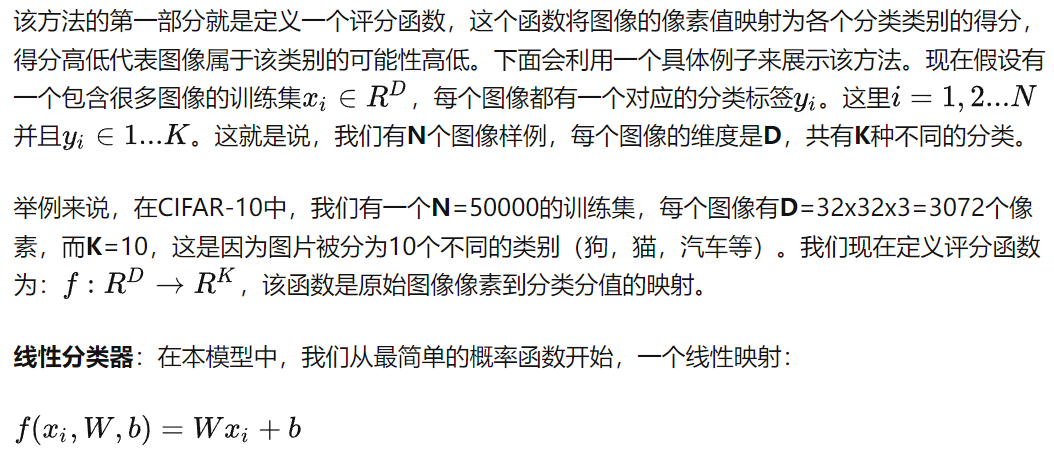 该方法的第一部分就是定义一个评分函数，这个函数将图像的像素值映射为各个分类类别的得分，
得分高低代表图像属于该类别的可能性高低。下面会利用一个具体例子来展示该方法。现在假设有
一个包含很多图像的训练集$x_i \in R^D$，每个图像都有一个对应的分类标签$y_i$。这里$i = 1, 2...N$
并且$y_i \in 1...K$。这就是说，我们有N个图像样例，每个图像的维度是D，共有K种不同的分类。
举例来说，在CIFAR-10中，我们有一个N=50000的训练集，每个图像有D=32x32x3=3072个像
素，而K=10，这是因为图片被分为10个不同的类别（狗，猫，汽车等）。我们现在定义评分函数
为：$f : R^D \to R^K$，该函数是原始图像像素到分类分值的映射。
线性分类器：在本模型中，我们从最简单的概率函数开始，一个线性映射：
$f(x_i, W, b) = Wx_i + b$